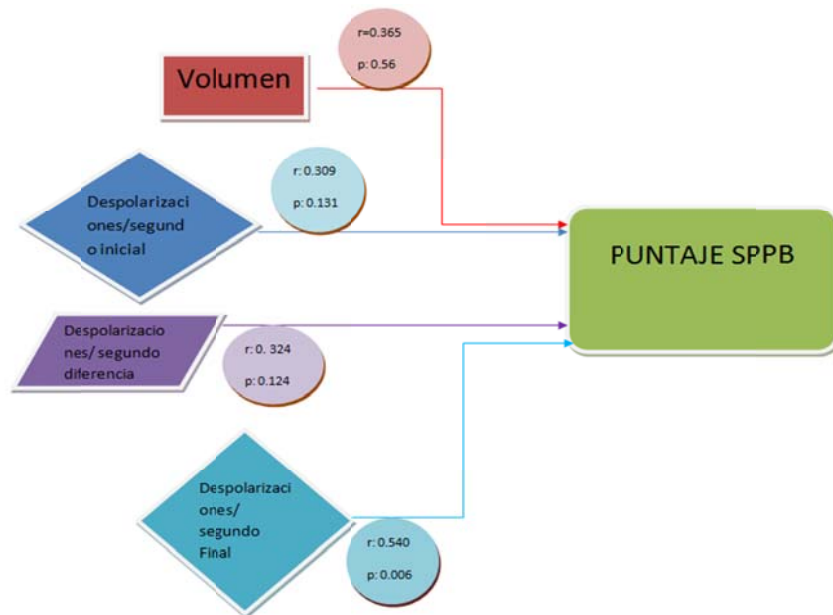 r=0.365
p: 0.56
Volumen
r: 0.309
p: 0.131
Despolarizaci
ones/segund
o inicial
PUNTAJE SPPB
Despolarizacio
nes/ segundo
diferencia
r: 0. 324
p: 0.124
Despolarizaci
ones/
segundo
Final
r: 0.540
p: 0.006